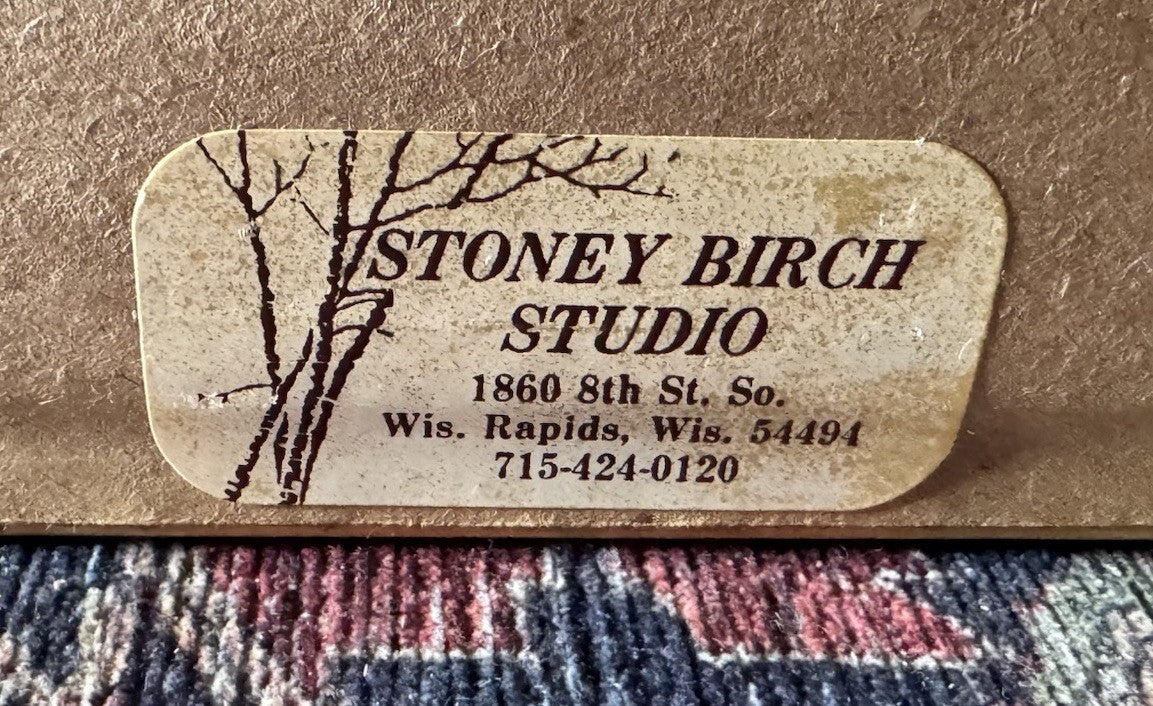 STONEY BIRCH
STUDIO
1860 8th St. So.
Wis. Rapids, Wis. 54494
715-424-0120